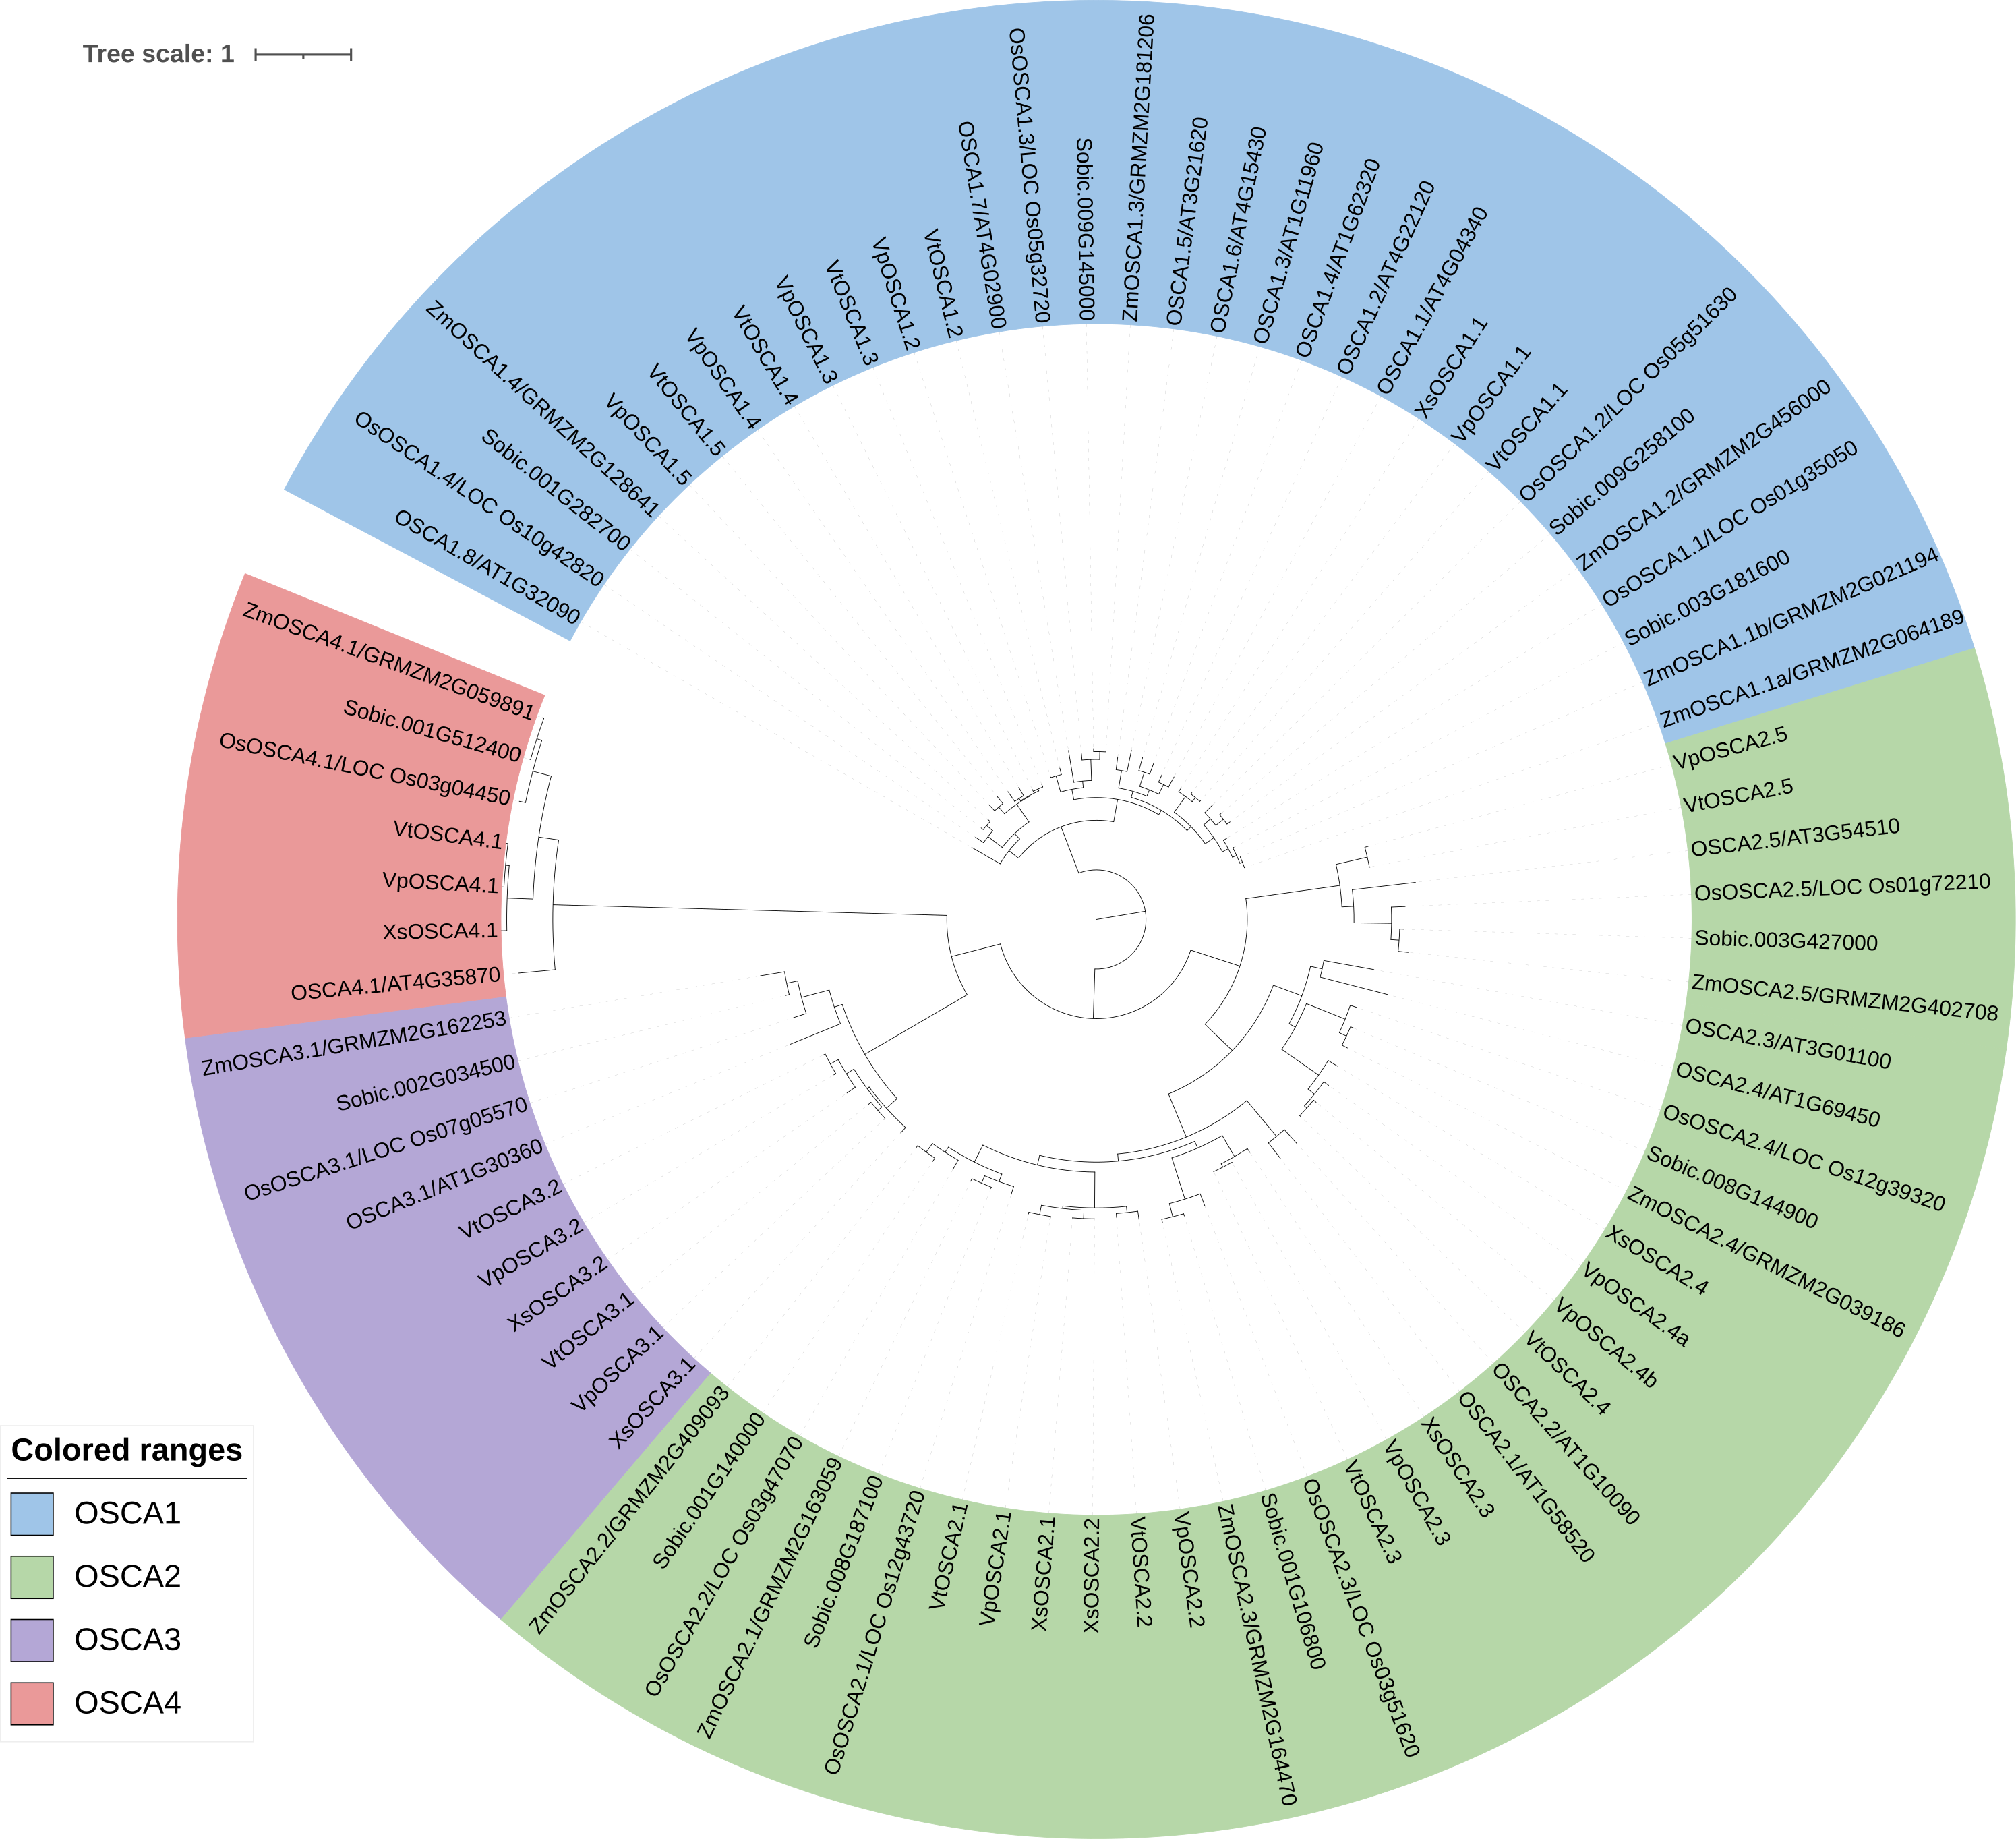 Tree scale: 1
OSCA1.8/AT1G32090
OsOSCA1.4/LOC Os10g42820
Sobic.001G282700
ZmOSCA1.4/GRMZM2G128641
VpOSCA1.5
VtOSCA1.5
VpOSCA1.4
VtOSCA1.4
VpOSCA1.3
VtOSCA1.3
VpOSCA1.2
VtOSCA1.2
OSCA1.7/AT4G02900
OsOSCA1.3/LOC Os05g32720
Sobic.009G145000
ZmOSCA1.3/GRMZM2G181206
OSCA1.5/AT3G21620
OSCA1.6/AT4G15430
OSCA1.3/AT1G11960
OSCA1.4/AT1G62320
OSCA1.2/AT4G22120
OSCA1.1/AT4G04340
XsOSCA1.1
VpOSCA1.1
VtOSCA1.1
OsOSCA1.2/LOC Os05g51630
Sobic.009G258100
ZmOSCA1.2/GRMZM2G456000
OsOSCA1.1/LOC Os01g35050
Sobic.003G181600
ZmOSCA1.1b/GRMZM2G021194
ZmOSCA1.1a/GRMZM2G064189
VpOSCA2.5
VtOSCA2.5
OSCA2.5/AT3G54510
OsOSCA2.5/LOC Os01g72210
Sobic.003G427000
ZmOSCA2.5/GRMZM2G402708
OSCA2.3/AT3G01100
OSCA2.4/AT1G69450
OsOSCA2.4/LOC Os12g39320
Sobic.008G144900
ZmOSCA2.4/GRMZM2G039186
XsOSCA2.4
VpOSCA2.4a
VpOSCA2.4b
VtOSCA2.4
OSCA2.2/AT1G10090
OSCA2.1/AT1G58520
XsOSCA2.3
VpOSCA2.3
VtOSCA2.3
OsOSCA2.3/LOC Os03g51620
Sobic.001G106800
ZmOSCA2.3/GRMZM2G164470
VpOSCA2.2
VtOSCA2.2
XsOSCA2.2
XsOSCA2.1
VpOSCA2.1
VtOSCA2.1
OsOSCA2.1/LOC Os12g43720
Sobic.008G187100
ZmOSCA2.1/GRMZM2G163059
OsOSCA2.2/LOC Os03g47070
Sobic.001G140000
ZmOSCA2.2/GRMZM2G409093
XsOSCA3.1
VpOSCA3.1
VtOSCA3.1
XsOSCA3.2
VpOSCA3.2
VtOSCA3.2
OSCA3.1/AT1G30360
OsOSCA3.1/LOC Os07g05570
Sobic.002G034500
ZmOSCA3.1/GRMZM2G162253
OSCA4.1/AT4G35870
XsOSCA4.1
VpOSCA4.1
VtOSCA4.1
OsOSCA4.1/LOC Os03g04450
Sobic.001G512400
ZmOSCA4.1/GRMZM2G059891
Colored ranges
OSCA1
OSCA2
OSCA3
OSCA4